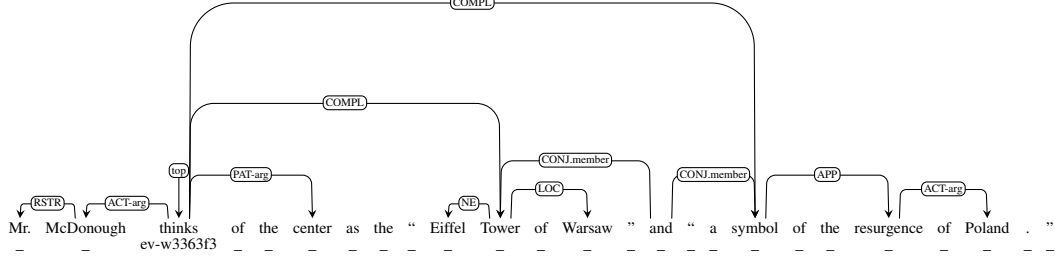 COMPL
COMPL
top
CONJ.member
PAT-arg
CONJ.member
APP
RSTR
ACT-arg
NE
LOC
ACT-arg
Mr. McDonough thinks of the center as the “ Eiffel Tower of Warsaw ” and “ a symbol of the resurgence of Poland . ”
_ _ ev-w3363f3 _ _ _ _ _ _ _ _ _ _ _ _ _ _ _ _ _ _ _ _ _ _